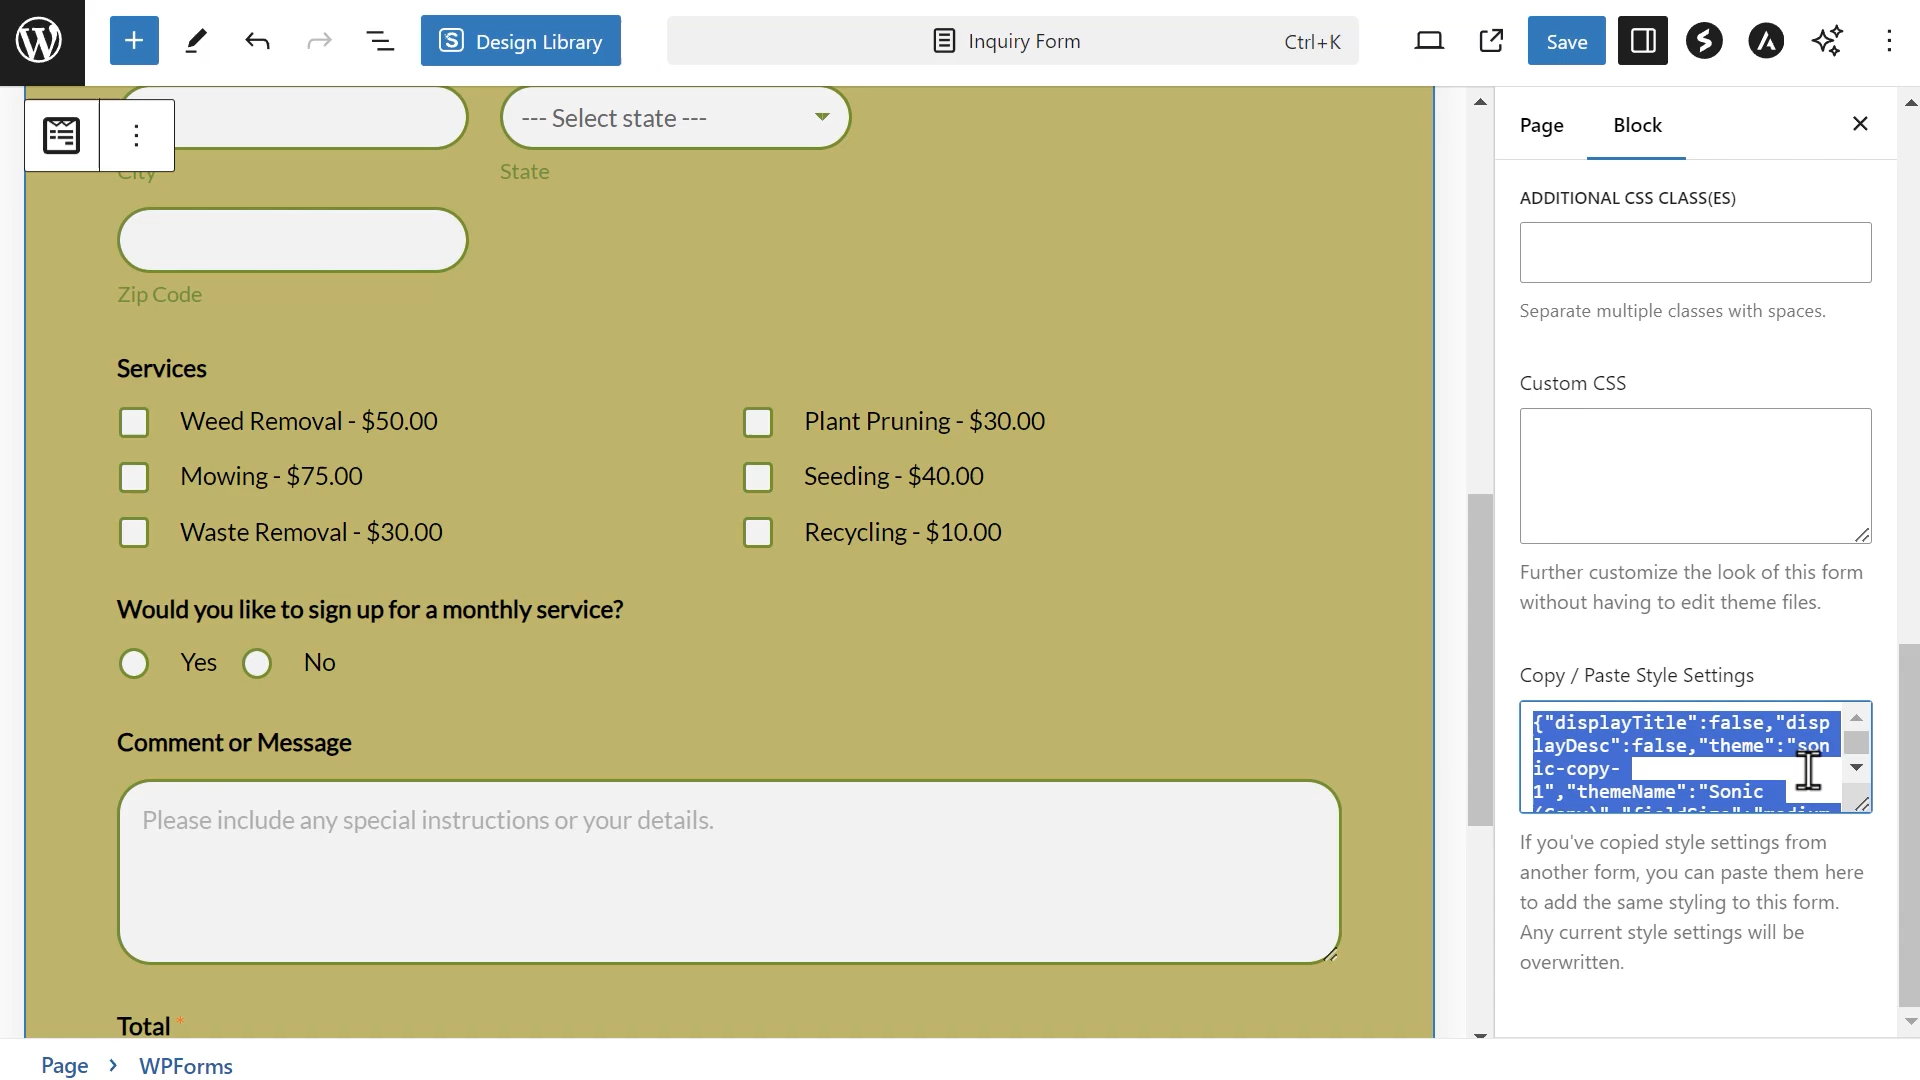 Design Library
Inquiry Form
Ctrl+K
Save
--- Select state ---
City
State
Zip Code
Services
Weed Removal - $50.00
Plant Pruning - $30.00
Mowing - $75.00
Seeding - $40.00
Waste Removal - $30.00
Recycling - $10.00
Would you like to sign up for a monthly service?
Yes
No
Comment or Message
Please include any special instructions or your details.
Total *
Page
Block
ADDITIONAL CSS CLASS(ES)
Separate multiple classes with spaces.
Custom CSS
Further customize the look of this form
without having to edit theme files.
Copy / Paste Style Settings
{"displayTitle":false,"disp
layDesc":false,"theme":"son
ic-copy-
1","themeName":"Sonic
(Copy)","fieldSize":"medium
If you've copied style settings from
another form, you can paste them here
to add the same styling to this form.
Any current style settings will be
overwritten.
Page › WPForms